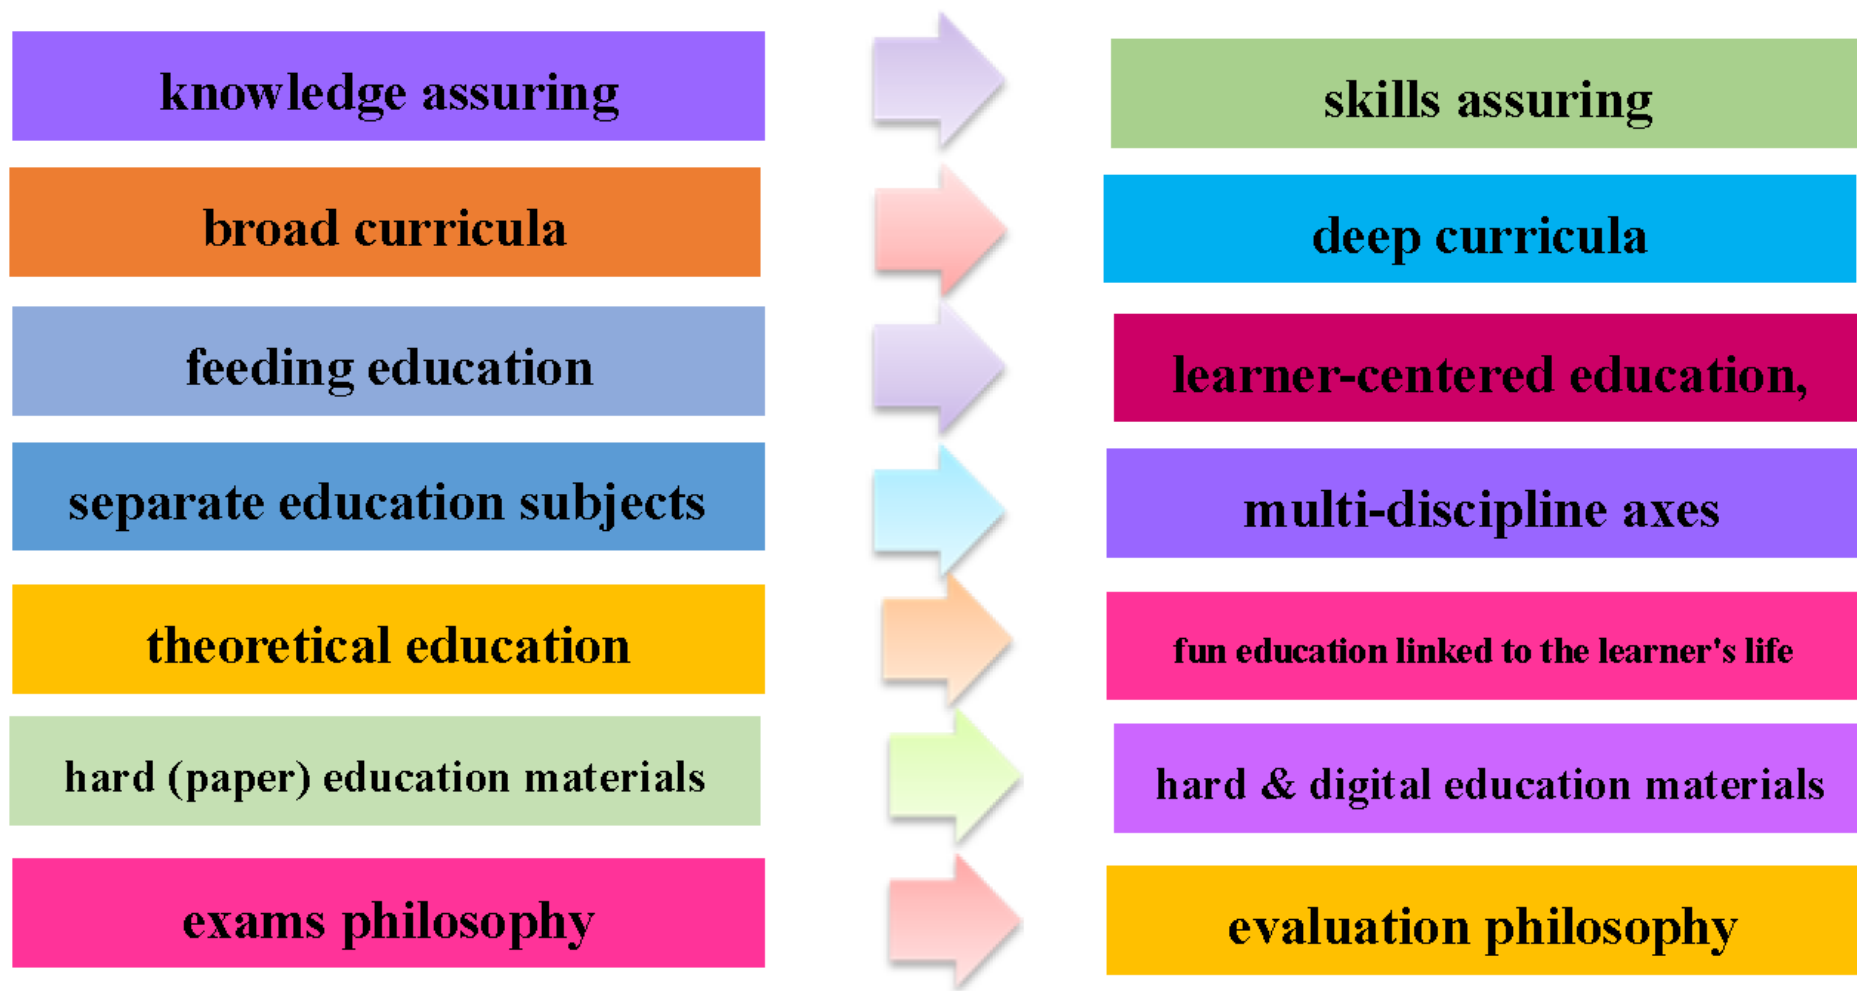 knowledge assuring
skills assuring
broad curricula
deep curricula
feeding education
learner-centered education,
separate education subjects
multi-discipline axes
theoretical education
fun education linked to the learner's life
hard (paper) education materials
hard & digital education materials
exams philosophy
evaluation philosophy